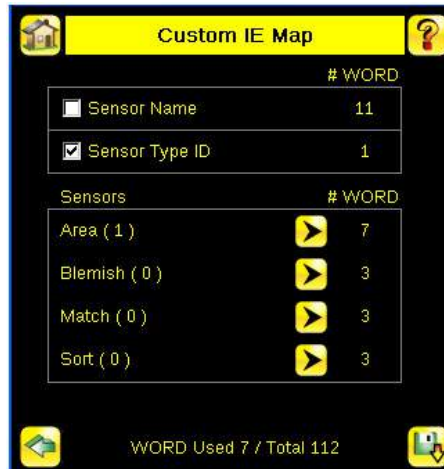 Custom IE Map
?
# WORD
Sensor Name 11
Sensor Type ID 1
Sensors # WORD
Area ( 1 ) 7
Blemish ( 0 ) 3
Match ( 0 ) 3
Sort ( 0 ) 3
WORD Used 7 / Total 112